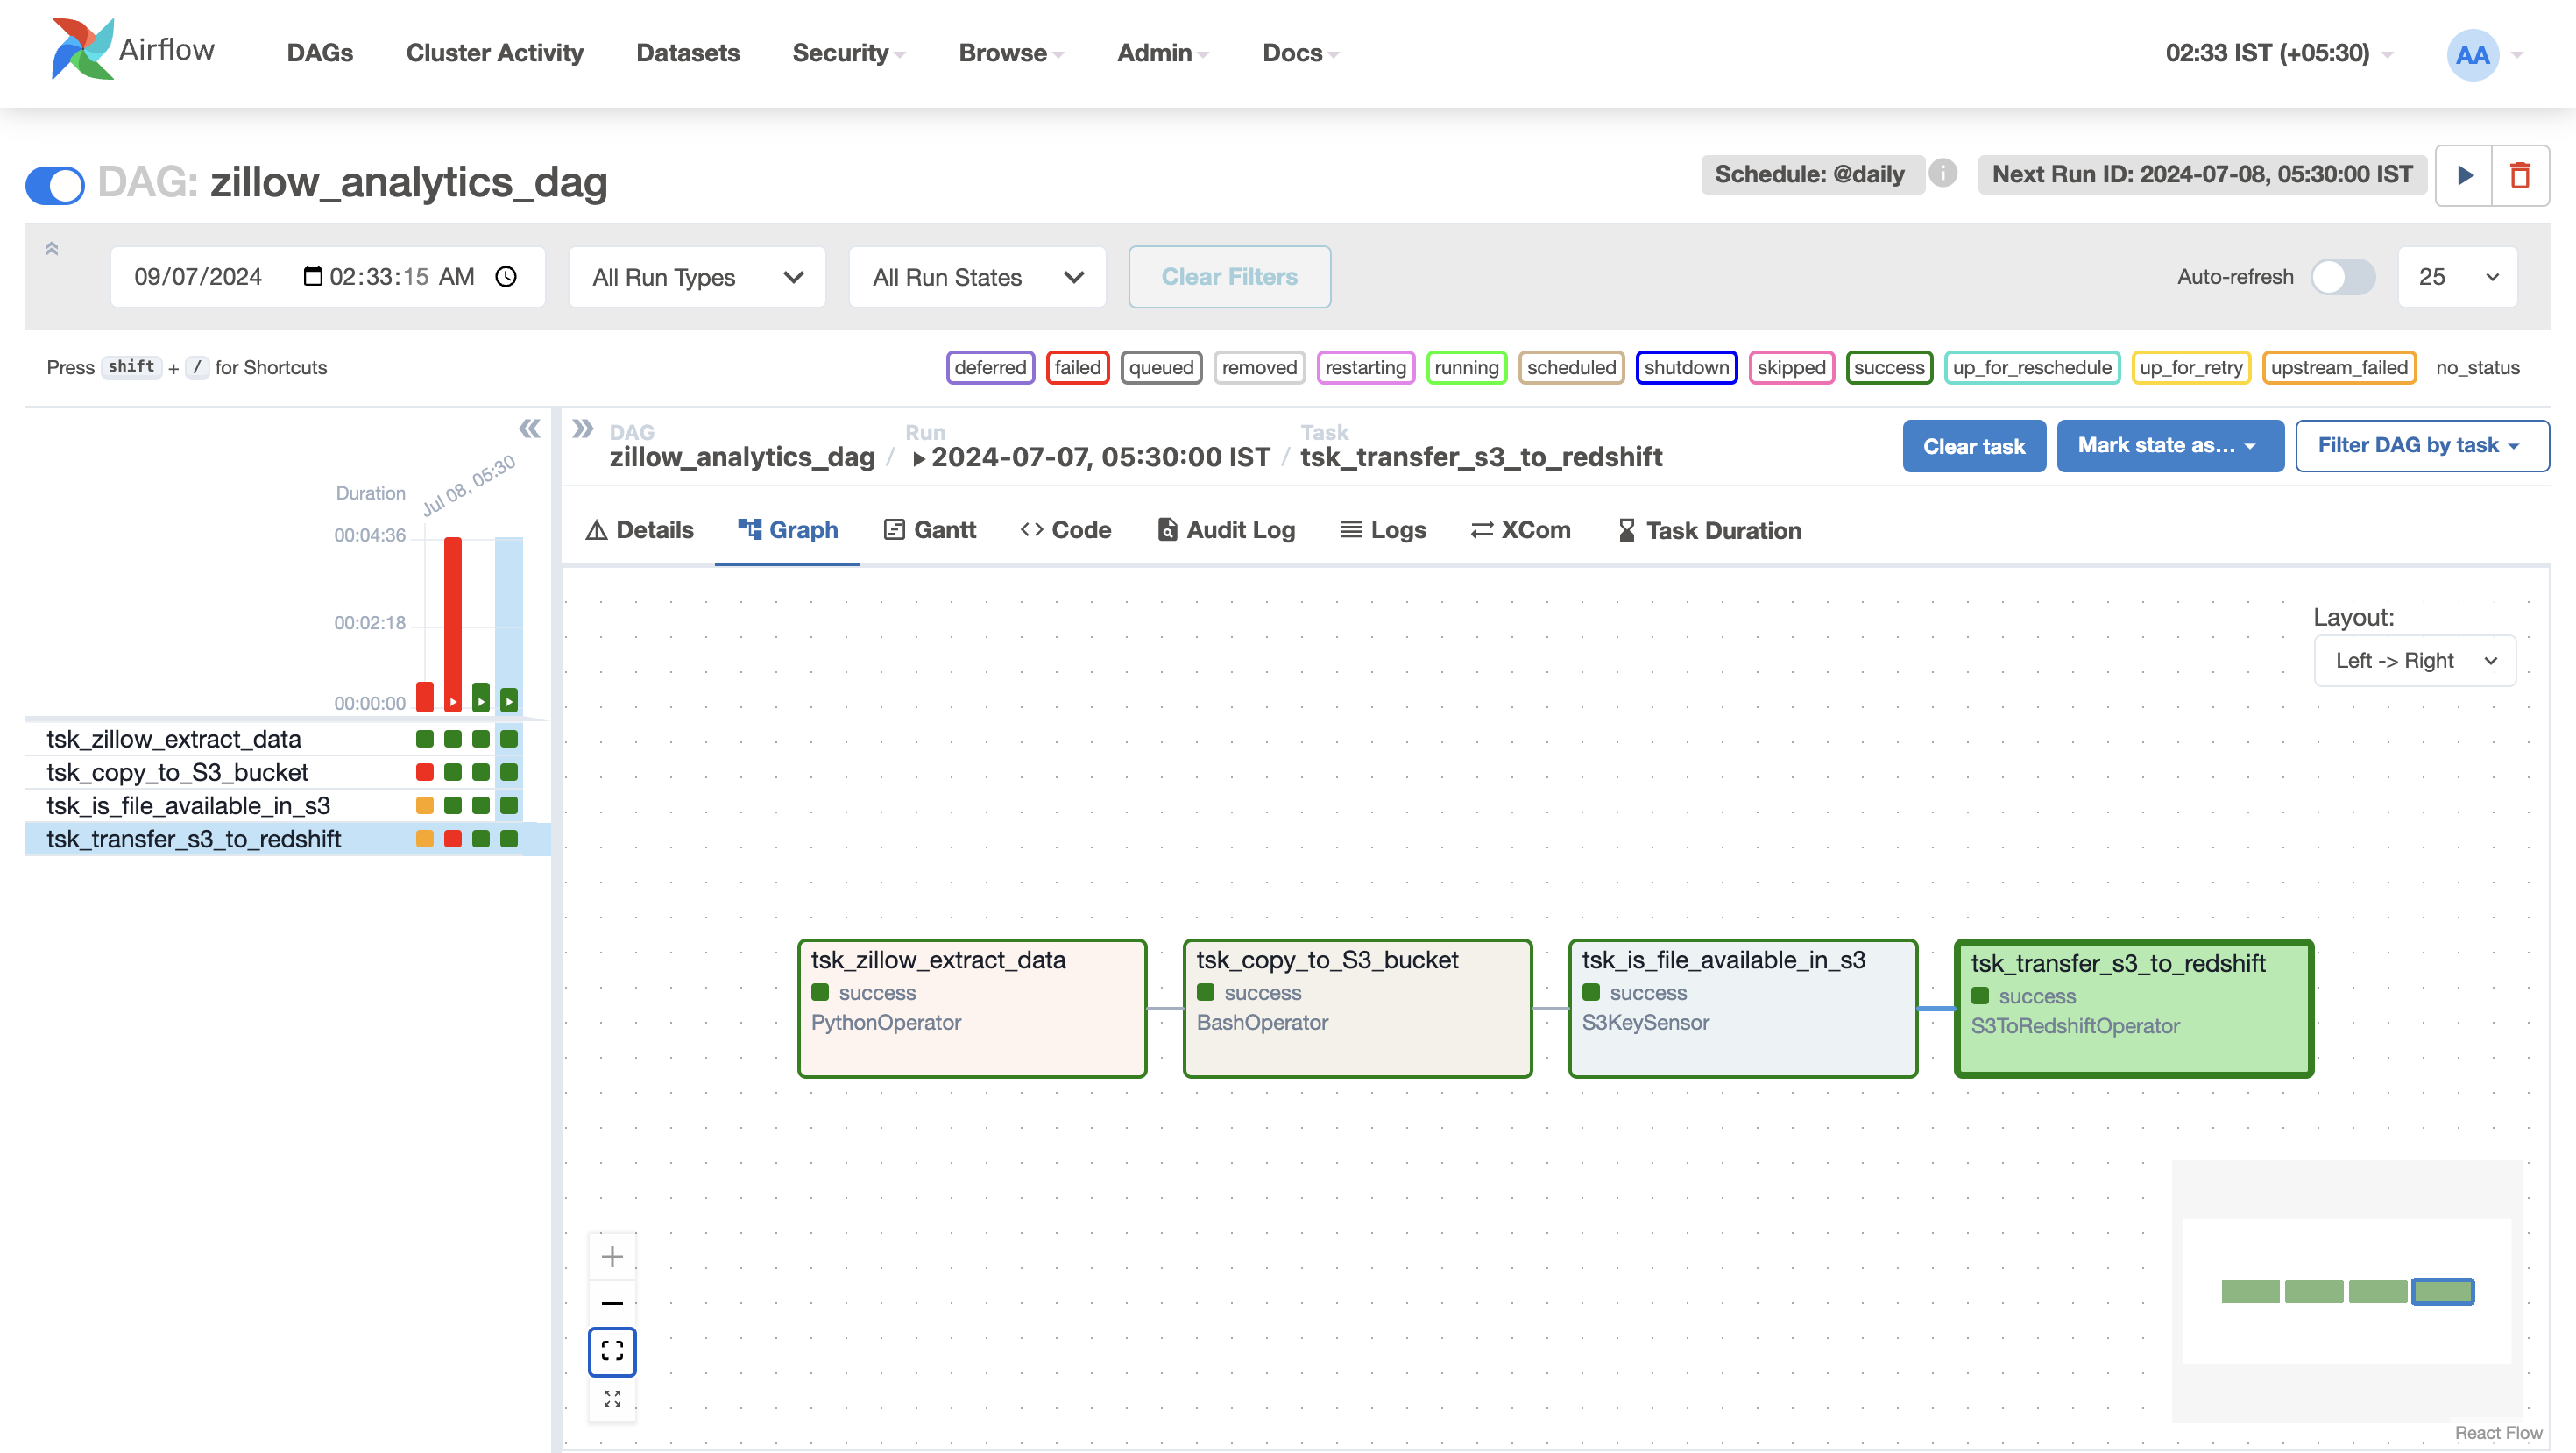 Airflow
DAGs Cluster Activity Datasets Security Browse Admin Docs 02:33 IST (+05:30) AA
DAG: zillow_analytics_dag
Schedule: @daily i Next Run ID: 2024-07-08, 05:30:00 IST
09/07/2024 02:33:15 AM All Run Types All Run States Clear Filters Auto-refresh 25
Press shift + / for Shortcuts
deferred failed queued removed restarting running scheduled shutdown skipped success up_for_reschedule up_for_retry upstream_failed no_status
DAG Run Task
zillow_analytics_dag / 2024-07-07, 05:30:00 IST / tsk_transfer_s3_to_redshift
Clear task Mark state as... Filter DAG by task
Jul 08, 05:30
Duration
00:04:36
00:02:18
00:00:00
tsk_zillow_extract_data
tsk_copy_to_S3_bucket
tsk_is_file_available_in_s3
tsk_transfer_s3_to_redshift
Details Graph Gantt Code Audit Log Logs XCom Task Duration
Layout:
Left -> Right
tsk_zillow_extract_data
success
PythonOperator
tsk_copy_to_S3_bucket
success
BashOperator
tsk_is_file_available_in_s3
success
S3KeySensor
tsk_transfer_s3_to_redshift
success
S3ToRedshiftOperator
React Flow